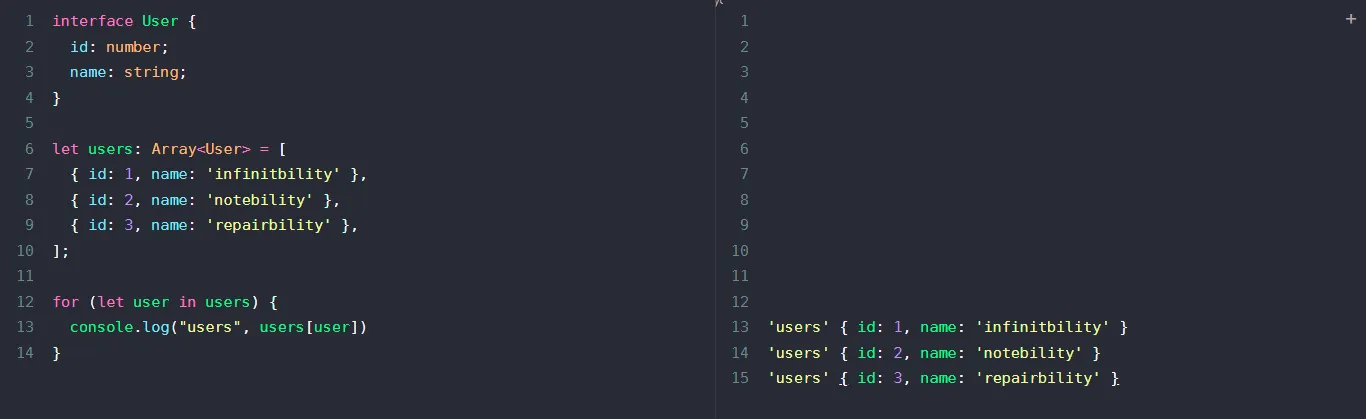 1 interface User {
2 id: number;
3 name: string;
4 }
5
6 let users: Array<User> = [
7 { id: 1, name: 'infinitbility' },
8 { id: 2, name: 'notebility' },
9 { id: 3, name: 'repairbility' },
10 ];
11
12 for (let user in users) {
13 console.log("users", users[user])
14 }
1
2
3
4
5
6
7
8
9
10
11
12
13 'users' { id: 1, name: 'infinitbility' }
14 'users' { id: 2, name: 'notebility' }
15 'users' { id: 3, name: 'repairbility' }
+